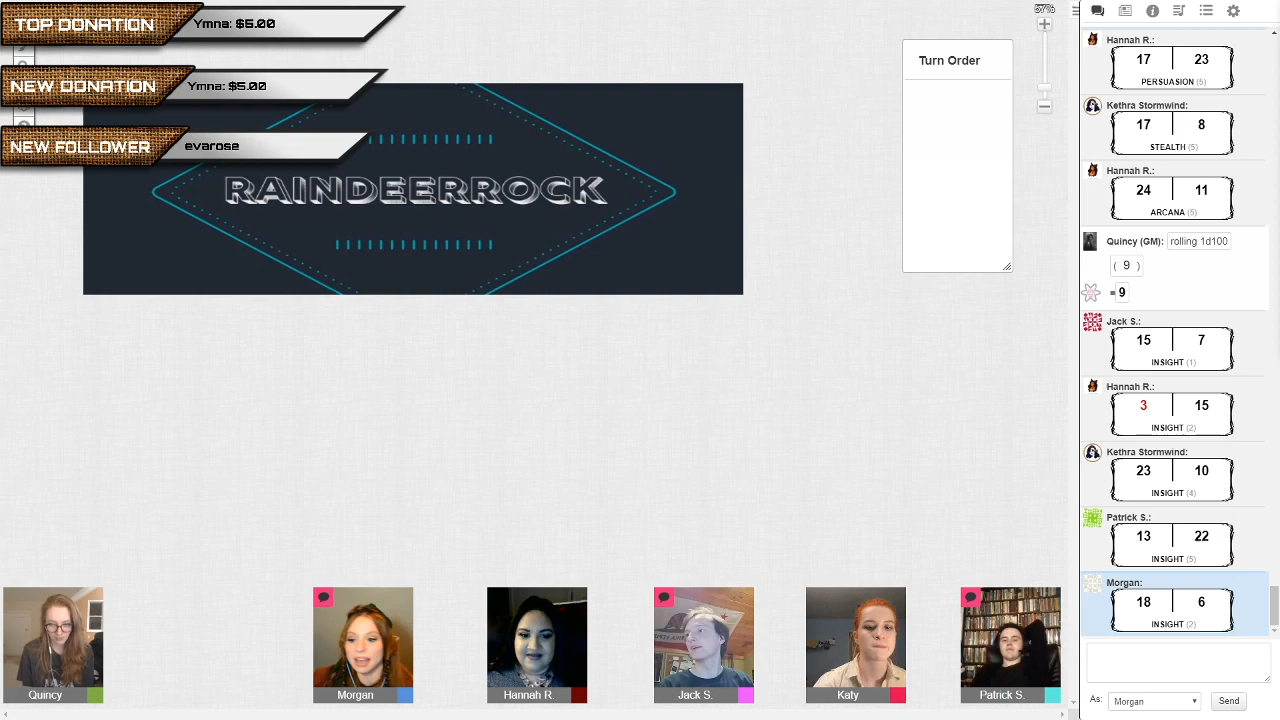 TOP DONATION
Ymna: $5.00
NEW DONATION
Ymna: $5.00
NEW FOLLOWER
evarose
RAINDEERROCK
57%
Turn Order
Hannah R.:
17 23
PERSUASION (5)
Kethra Stormwind:
17 8
STEALTH (5)
Hannah R.:
24 11
ARCANA (5)
Quincy (GM): rolling 1d100
( 9 )
=9
Jack S.:
15 7
INSIGHT (1)
Hannah R.:
3 15
INSIGHT (2)
Kethra Stormwind:
23 10
INSIGHT (4)
Patrick S.:
13 22
INSIGHT (5)
Morgan:
18 6
INSIGHT (2)
As: Morgan Send
Quincy
Morgan
Hannah R.
Jack S.
Katy
Patrick S.